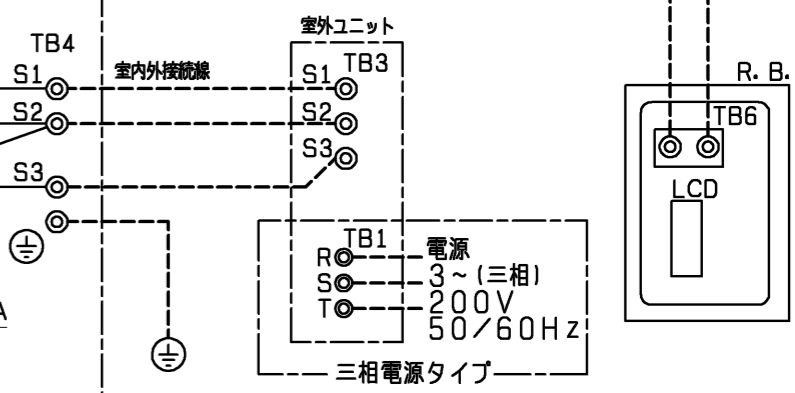 室外ユニット
TB4
室内外接続線
TB3
S1
S1
S2
S2
S3
S3
R. B.
TB6
LCD
TB1
R
S
T
電源
3～(三相)
200V
50/60Hz
三相電源タイプ
A